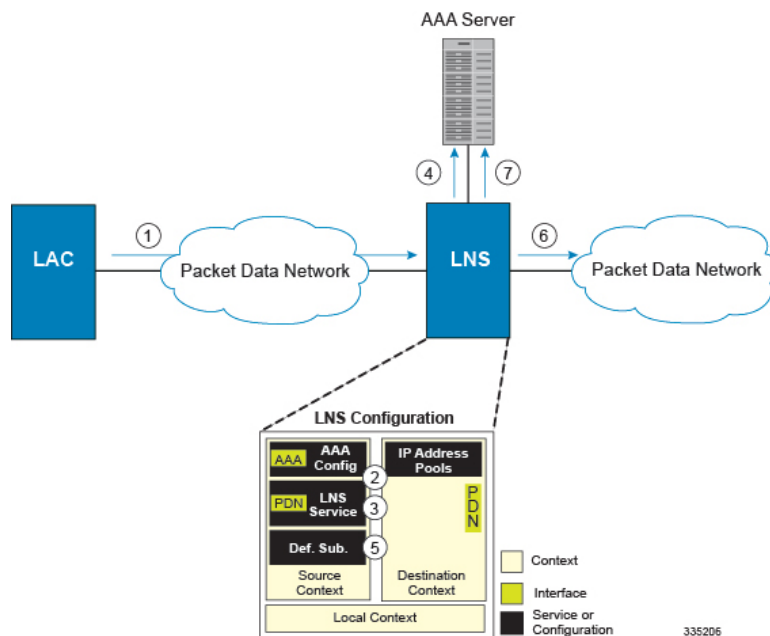 AAA Server
4
7
1
6
LAC
Packet Data Network
LNS
Packet Data Network
LNS Configuration
AAA
AAA
Config
IP Address
Pools
2
PDN
LNS
Service
3
PDN
Def. Sub.
5
Source
Context
Destination
Context
Local Context
Context
Interface
Service or
Configuration
335206